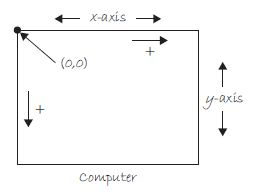 x-axis
+
(0,0)
+
y-axis
Computer